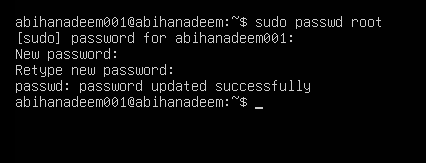 abihanadeem001@abihanadeem:~$ sudo passwd root
[sudo] password for abihanadeem001:
New password:
Retype new password:
passwd: password updated successfully
abihanadeem001@abihanadeem:~$ _